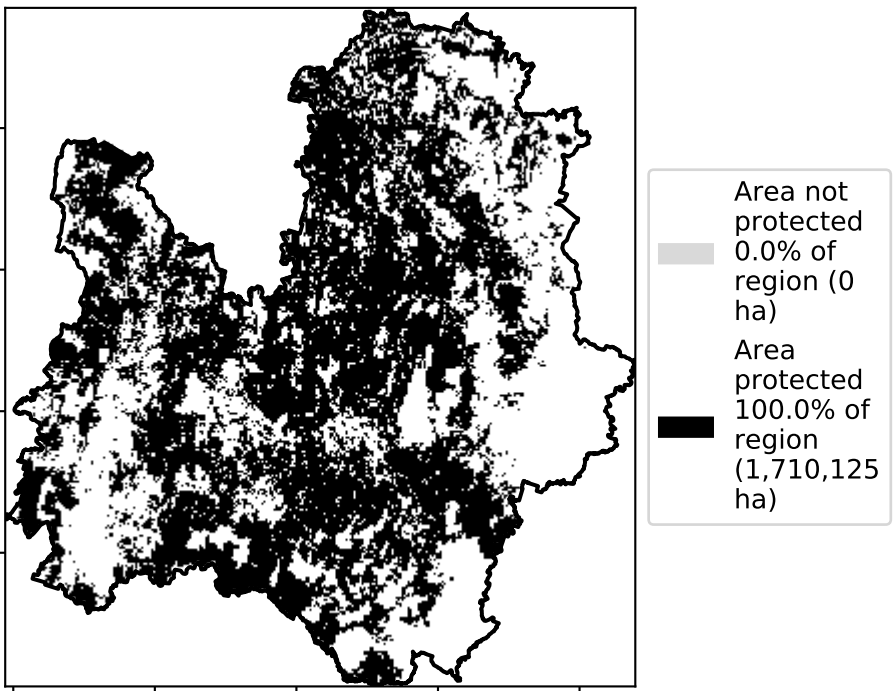 Area not
protected
0.0% of
region (0
ha)
Area
protected
100.0% of
region
(1,710,125
ha)